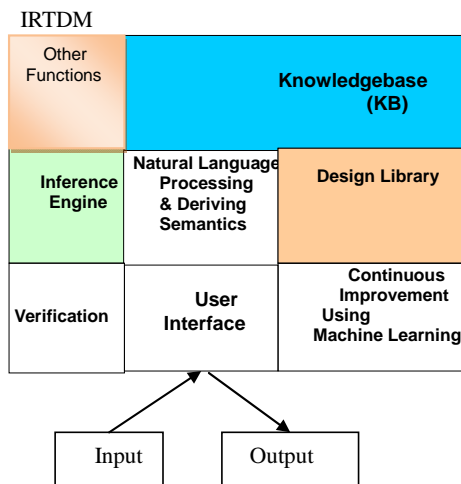 IRTDM
Other
Functions
Knowledgebase
(KB)
Inference
Engine
Natural Language
Processing
& Deriving
Semantics
Design Library
Verification
User
Interface
Continuous
Improvement
Using
Machine Learning
Input
Output